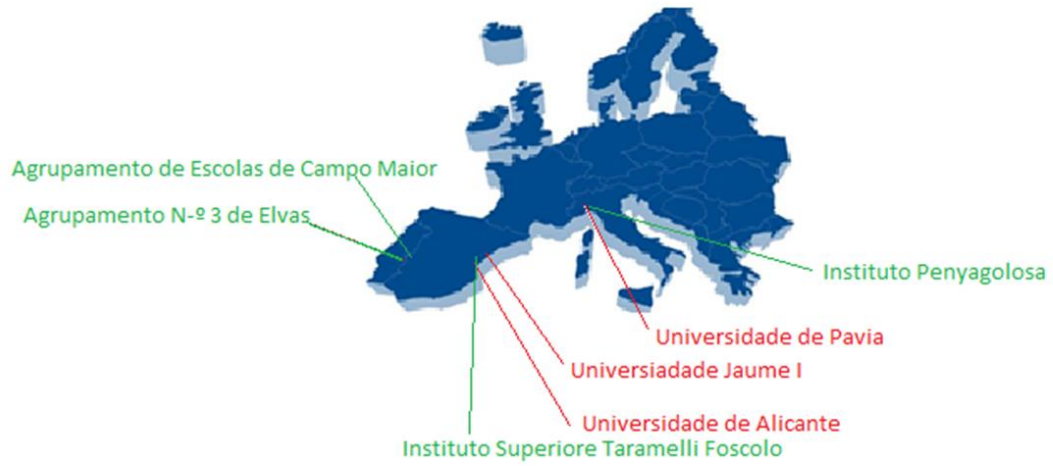 Agrupamento de Escolas de Campo Maior
Agrupamento N-º 3 de Elvas
Instituto Penyagolosa
Universidade de Pavia
Universiadade Jaume I
Universidade de Alicante
Instituto Superiore Taramelli Foscolo